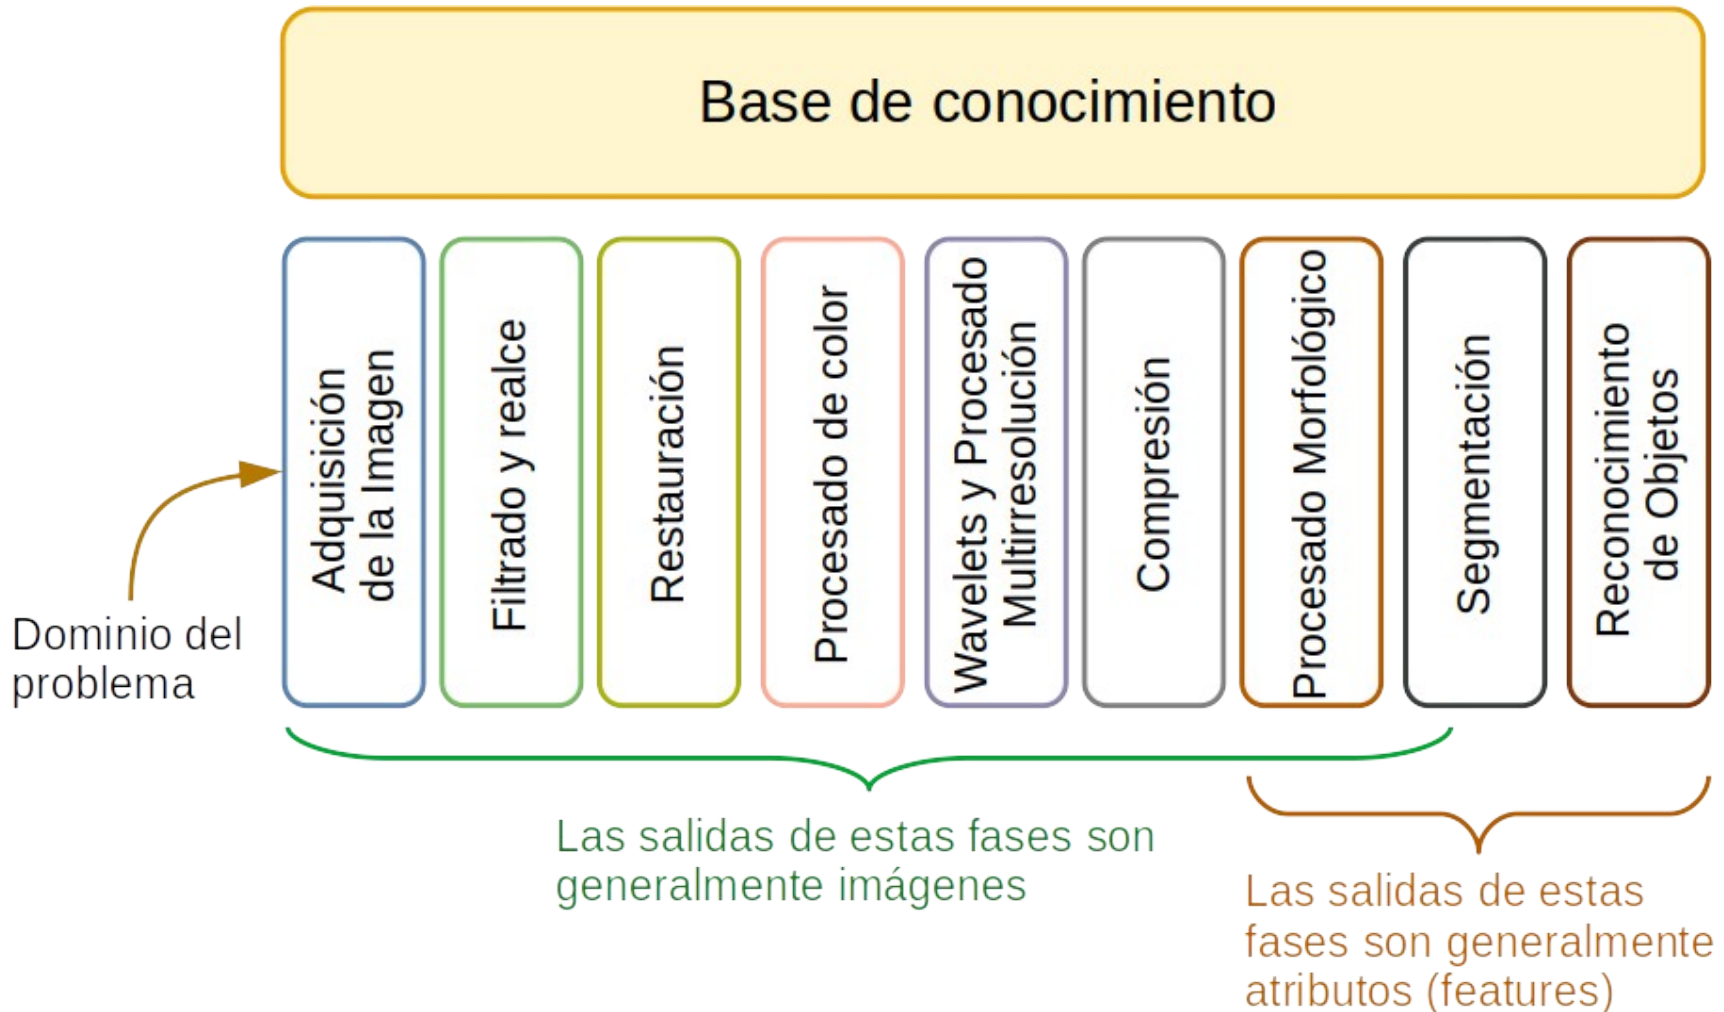 Base de conocimiento
Adquisición
de la Imagen
Filtrado y realce
Restauración
Procesado de color
Wavelets y Procesado
Multirresolución
Compresión
Procesado Morfológico
Segmentación
Reconocimiento
de Objetos
Dominio del
problema
Las salidas de estas fases son
generalmente imágenes
Las salidas de estas
fases son generalmente
atributos (features)